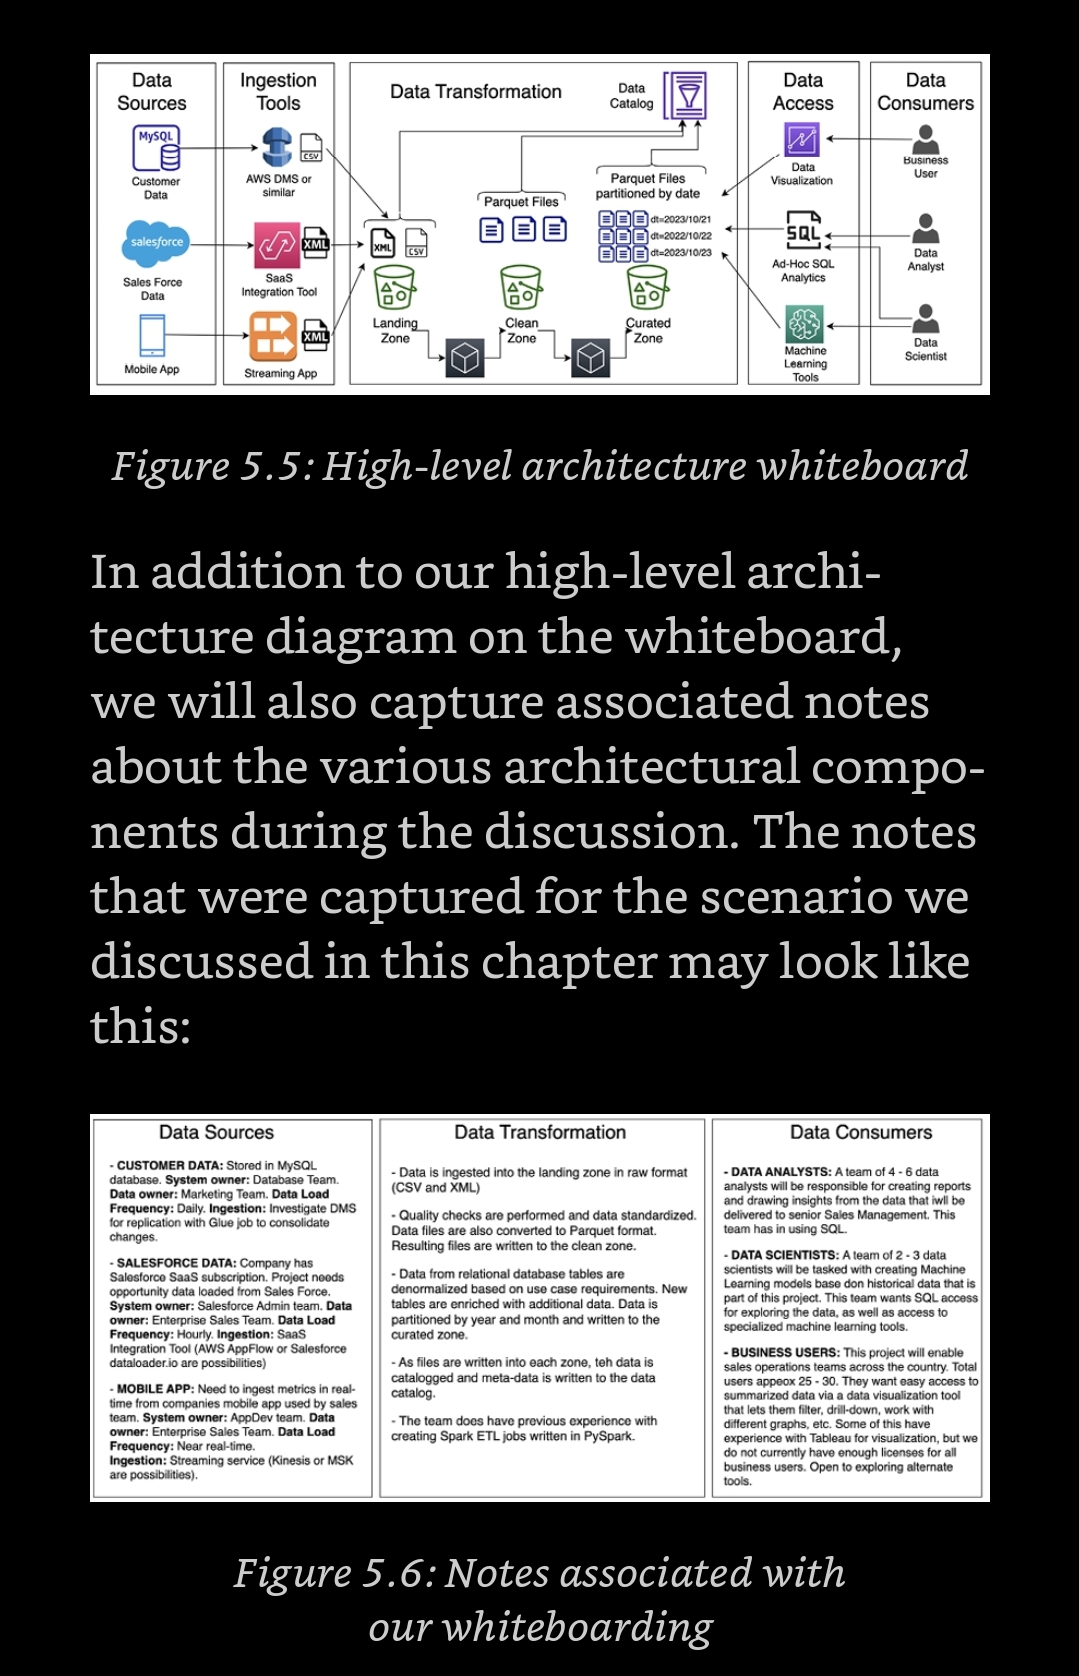 Data
Sources
Ingestion
Tools
Data Transformation
Data
Catalog
Data
Access
Data
Consumers
MySQL
Customer
Data
CSV
AWS DMS or
similar
salesforce
Sales Force
Data
XML
SaaS
Integration Tool
Mobile App
XML
Streaming App
XML
CSV
Landing
Zone
Parquet Files
Clean
Zone
Parquet Files
partitioned by date
dt=2023/10/21
dt=2022/10/22
dt=2023/10/23
Curated
Zone
Data
Visualization
SQL
Ad-Hoc SQL
Analytics
Machine
Learning
Tools
Business
User
Data
Analyst
Data
Scientist
Figure 5.5: High-level architecture whiteboard
In addition to our high-level archi-
tecture diagram on the whiteboard,
we will also capture associated notes
about the various architectural compo-
nents during the discussion. The notes
that were captured for the scenario we
discussed in this chapter may look like
this:
Data Sources
- CUSTOMER DATA: Stored in MySQL
database. System owner: Database Team.
Data owner: Marketing Team. Data Load
Frequency: Daily. Ingestion: Investigate DMS
for replication with Glue job to consolidate
changes.
- SALESFORCE DATA: Company has
Salesforce SaaS subscription. Project needs
opportunity data loaded from Sales Force.
System owner: Salesforce Admin team. Data
owner: Enterprise Sales Team. Data Load
Frequency: Hourly. Ingestion: SaaS
Integration Tool (AWS AppFlow or Salesforce
dataloader.io are possibilities)
- MOBILE APP: Need to ingest metrics in real-
time from companies mobile app used by sales
team. System owner: AppDev team. Data
owner: Enterprise Sales Team. Data Load
Frequency: Near real-time.
Ingestion: Streaming service (Kinesis or MSK
are possibilities).
Data Transformation
- Data is ingested into the landing zone in raw format
(CSV and XML)
- Quality checks are performed and data standardized.
Data files are also converted to Parquet format.
Resulting files are written to the clean zone.
- Data from relational database tables are
denormalized based on use case requirements. New
tables are enriched with additional data. Data is
partitioned by year and month and written to the
curated zone.
- As files are written into each zone, teh data is
catalogged and meta-data is written to the data
catalog.
- The team does have previous experience with
creating Spark ETL jobs written in PySpark.
Data Consumers
- DATA ANALYSTS: A team of 4 - 6 data
analysts will be responsible for creating reports
and drawing insights from the data that iwll be
delivered to senior Sales Management. This
team has in using SQL.
- DATA SCIENTISTS: A team of 2 - 3 data
scientists will be tasked with creating Machine
Learning models base don historical data that is
part of this project. This team wants SQL access
for exploring the data, as well as access to
specialized machine learning tools.
- BUSINESS USERS: This project will enable
sales operations teams across the country. Total
users appeox 25 - 30. They want easy access to
summarized data via a data visualization tool
that lets them filter, drill-down, work with
different graphs, etc. Some of this have
experience with Tableau for visualization, but we
do not currently have enough licenses for all
business users. Open to exploring alternate
tools.
Figure 5.6: Notes associated with
our whiteboarding